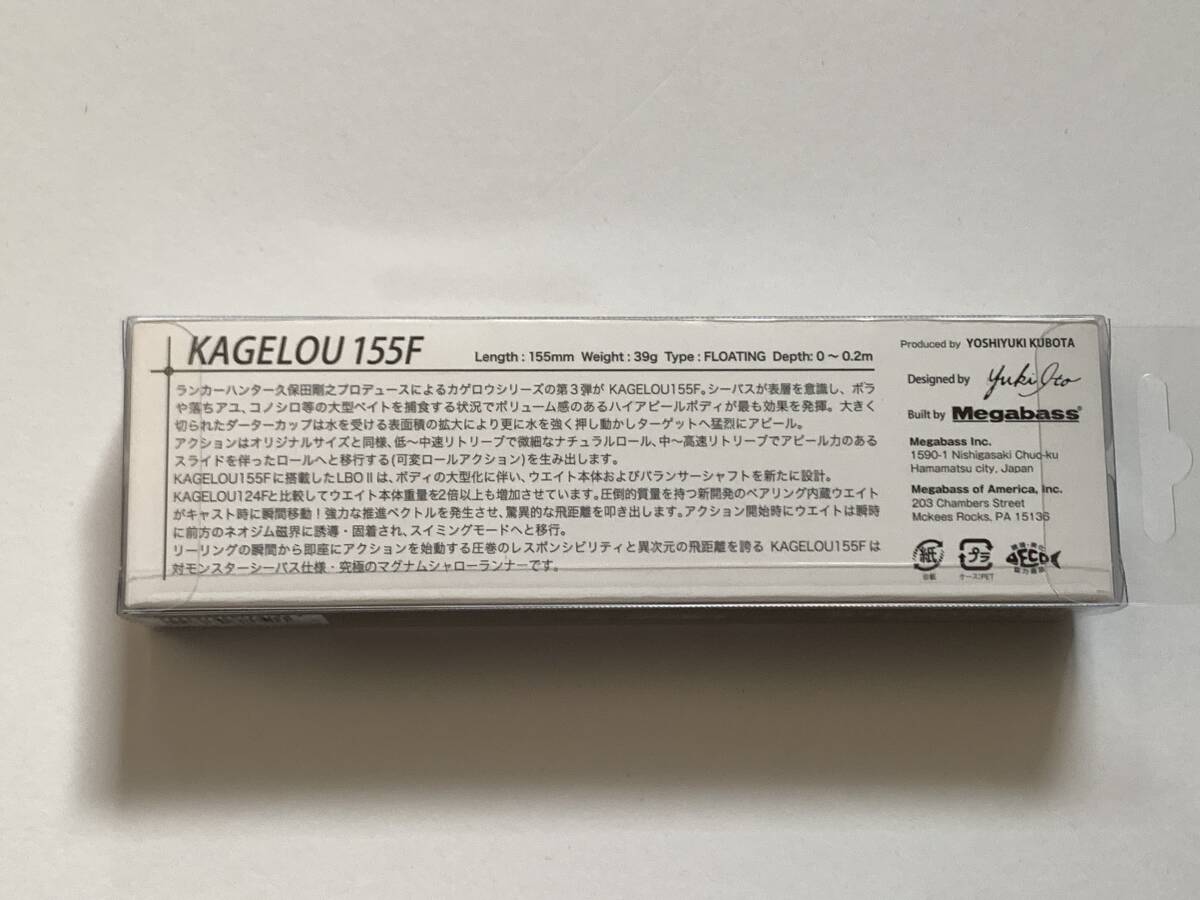 KAGELOU 155F
Length : 155mm Weight : 39g Type : FLOATING Depth: 0 〜 0.2m
ランカーハンター久保田剛之プロデュースによるカゲロウシリーズの第3弾が KAGELOU155F。シーバスが表層を意識し、ボラ
や落ちアユ、コノシロ等の大型ベイトを捕食する状況でボリューム感のあるハイアピールボディが最も効果を発揮。大きく
切られたダーターカップは水を受ける表面積の拡大により更に水を強く押し動かしターゲットへ猛烈にアピール。
アクションはオリジナルサイズと同様、低〜中速リトリーブで微細なナチュラルロール、中〜高速リトリーブでアピール力のある
スライドを伴ったロールへと移行する(可変ロールアクション)を生み出します。
KAGELOU155Fに搭載したLBOⅡは、ボディの大型化に伴い、ウエイト本体およびバランサーシャフトを新たに設計。
KAGELOU124Fと比較してウエイト本体重量を2倍以上も増加させています。圧倒的質量を持つ新開発のベアリング内蔵ウエイト
がキャスト時に瞬間移動！強力な推進ベクトルを発生させ、驚異的な飛距離を叩き出します。アクション開始時にウエイトは瞬時
に前方のネオジム磁界に誘導・固着され、スイミングモードへと移行。
リーリングの瞬間から即座にアクションを始動する圧巻のレスポンシビリティと異次元の飛距離を誇る KAGELOU155Fは
対モンスターシーバス仕様・究極のマグナムシャローランナーです。
Produced by YOSHIYUKI KUBOTA
Designed by Yuki Ito
Built by Megabass®
Megabass Inc.
1590-1 Nishigasaki Chuo-ku
Hamamatsu city, Japan
Megabass of America, Inc.
203 Chambers Street
Mckees Rocks, PA 15136
紙
台紙
プラ
ケース:PET
ECO